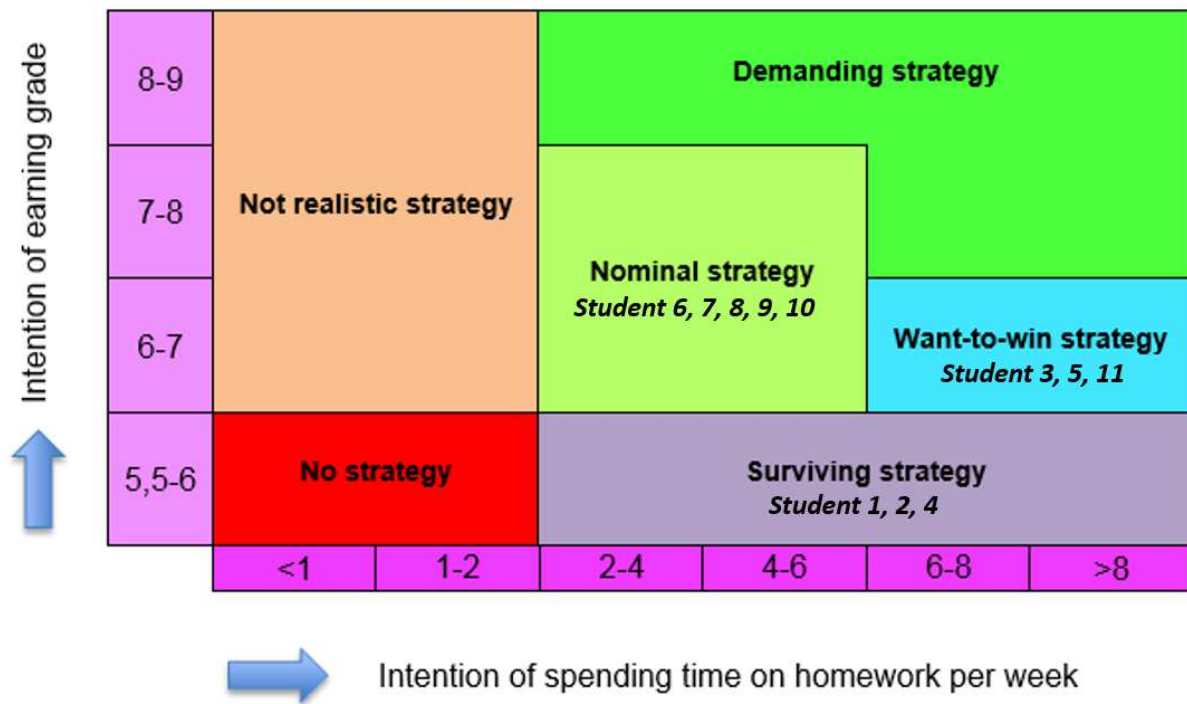 Intention of earning grade
8-9
Demanding strategy
7-8
Not realistic strategy
Nominal strategy
Student 6, 7, 8, 9, 10
6-7
Want-to-win strategy
Student 3, 5, 11
5,5-6
No strategy
Surviving strategy
Student 1, 2, 4
<1
1-2
2-4
4-6
6-8
>8
Intention of spending time on homework per week